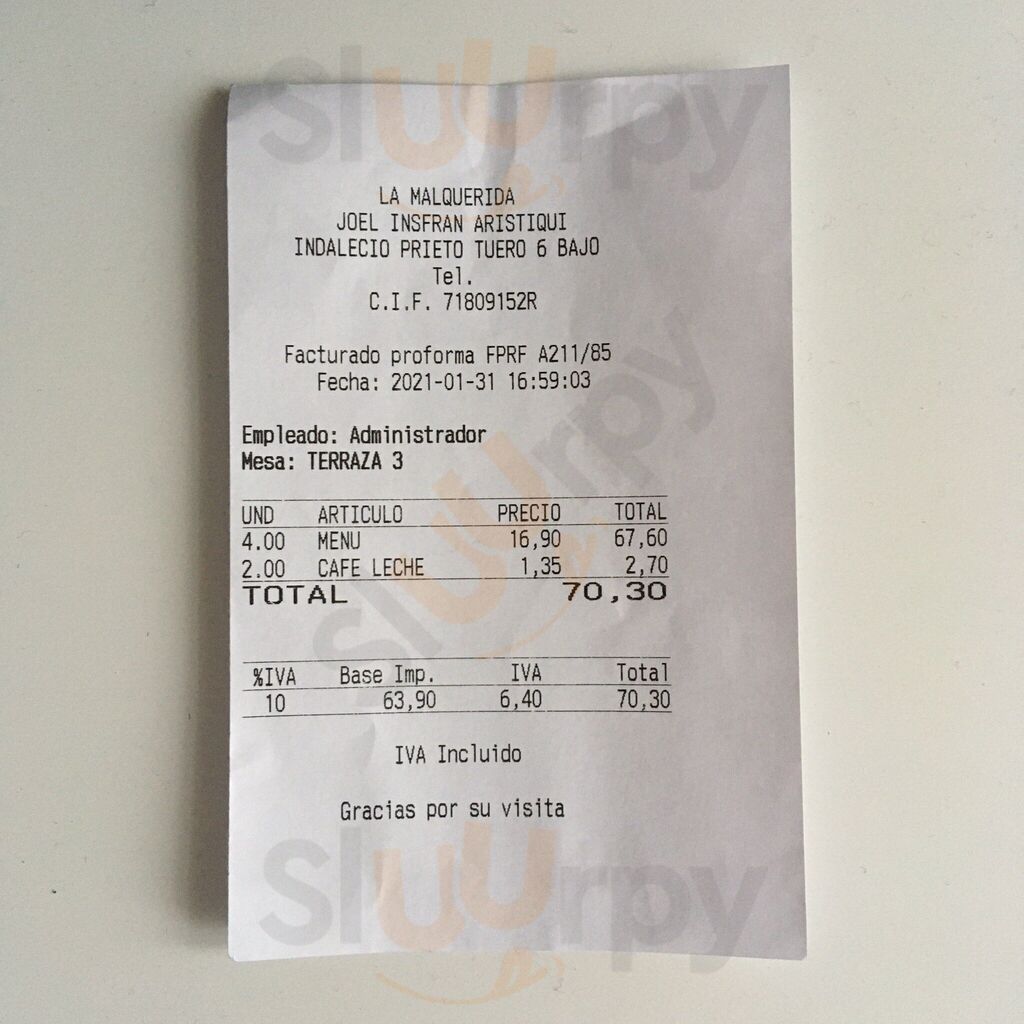 Sluurpy
LA MALQUERIDA
JOEL INSFRAN ARISTIQUI
INDALECIO PRIETO TUERO 6 BAJO
Tel.
C.I.F. 71809152R
Facturado proforma FPRF A211/85
Fecha: 2021-01-31 16:59:03
Empleado: Administrador
Mesa: TERRAZA 3
UND ARTICULO PRECIO TOTAL
4.00 MENU 16,90 67,60
2.00 CAFE LECHE 1,35 2,70
TOTAL 70,30
Sluurpy
%IVA Base Imp. IVA Total
10 63,90 6,40 70,30
IVA Incluido
Gracias por su visita
Sluurpy